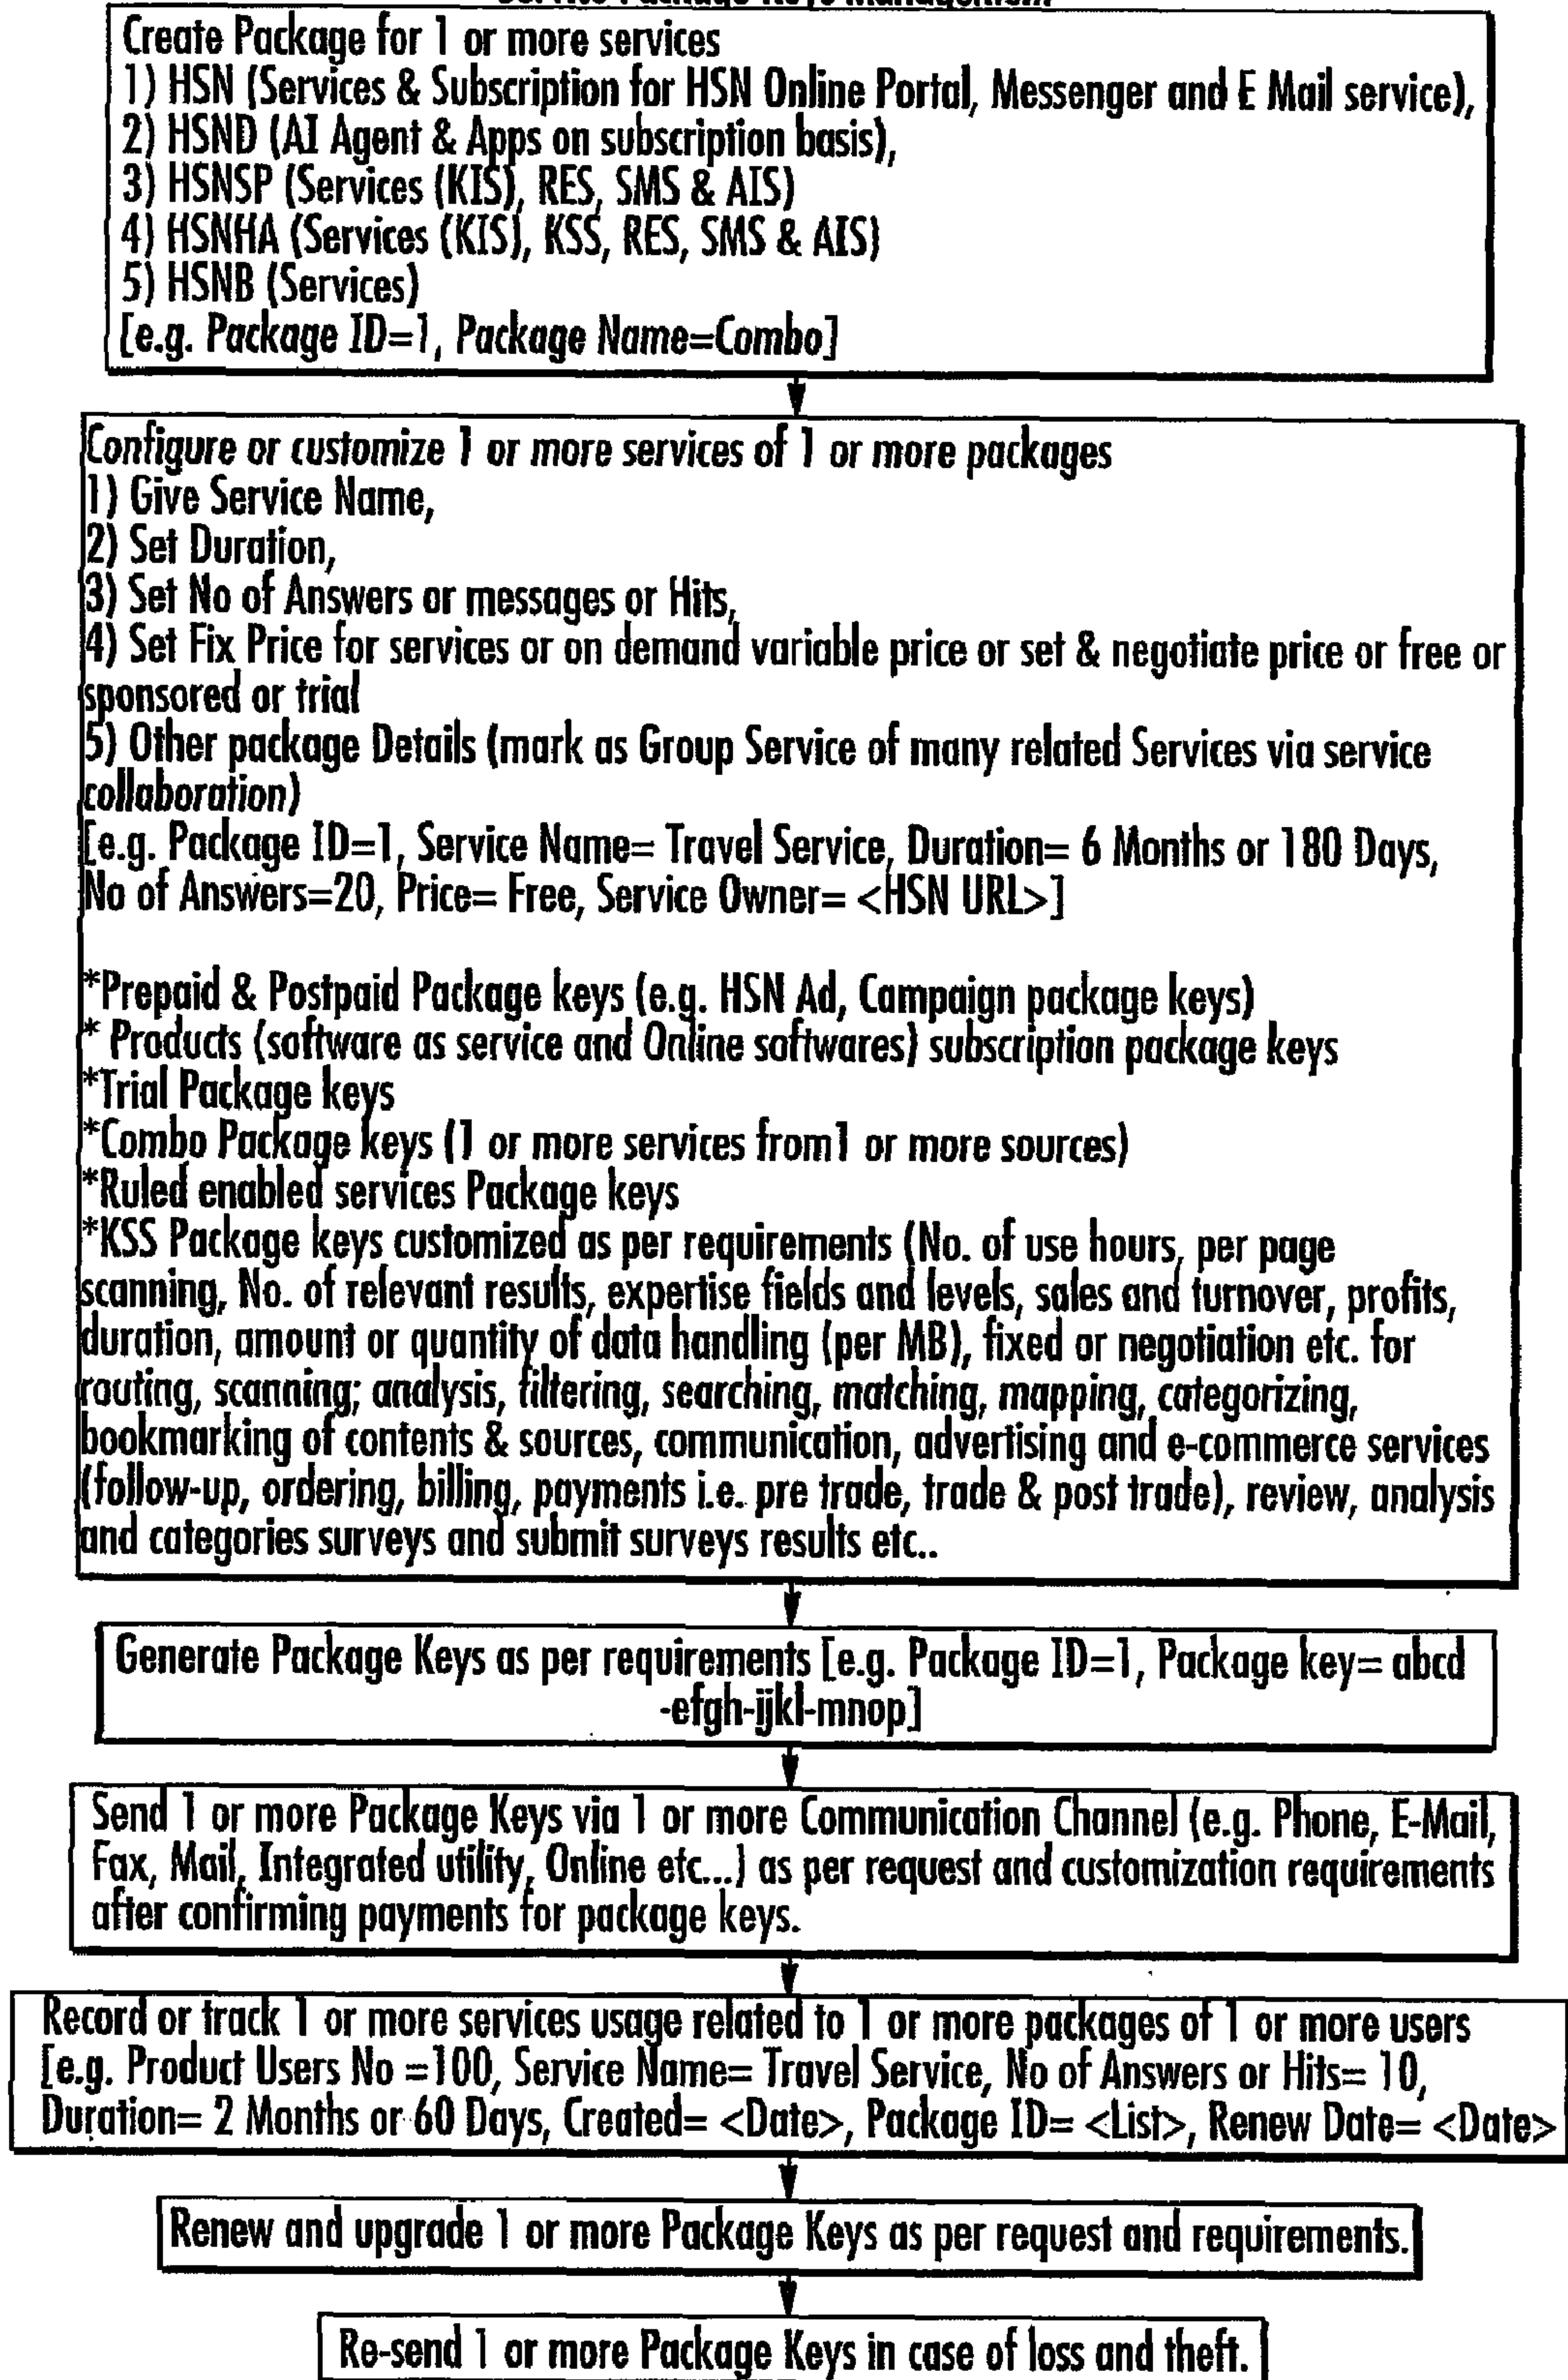 Service Package Keys Management
Create Package for 1 or more services
1) HSN (Services & Subscription for HSN Online Portal, Messenger and E Mail service),
2) HSND (AI Agent & Apps on subscription basis),
3) HSNSP (Services (KIS), RES, SMS & AIS)
4) HSNHA (Services (KIS), KSS, RES, SMS & AIS)
5) HSNB (Services)
[e.g. Package ID=1, Package Name=Combo]
Configure or customize 1 or more services of 1 or more packages
1) Give Service Name,
2) Set Duration,
3) Set No of Answers or messages or Hits,
4) Set Fix Price for services or on demand variable price or set & negotiate price or free or
sponsored or trial
5) Other package Details (mark as Group Service of many related Services via service
collaboration)
[e.g. Package ID=1, Service Name= Travel Service, Duration= 6 Months or 180 Days,
No of Answers=20, Price= Free, Service Owner= <HSN URL>]
*Prepaid & Postpaid Package keys (e.g. HSN Ad, Campaign package keys)
* Products (software as service and Online softwares) subscription package keys
*Trial Package keys
*Combo Package keys (1 or more services from1 or more sources)
*Ruled enabled services Package keys
*KSS Package keys customized as per requirements (No. of use hours, per page
scanning, No. of relevant results, expertise fields and levels, sales and turnover, profits,
duration, amount or quantity of data handling (per MB), fixed or negotiation etc. for
routing, scanning; analysis, filtering, searching, matching, mapping, categorizing,
bookmarking of contents & sources, communication, advertising and e-commerce services
(follow-up, ordering, billing, payments i.e. pre trade, trade & post trade), review, analysis
and categories surveys and submit surveys results etc..
Generate Package Keys as per requirements [e.g. Package ID=1, Package key= abcd
-efgh-ijkl-mnop]
Send 1 or more Package Keys via 1 or more Communication Channel (e.g. Phone, E-Mail,
Fax, Mail, Integrated utility, Online etc...) as per request and customization requirements
after confirming payments for package keys.
Record or track 1 or more services usage related to 1 or more packages of 1 or more users
[e.g. Product Users No =100, Service Name= Travel Service, No of Answers or Hits= 10,
Duration= 2 Months or 60 Days, Created= <Date>, Package ID= <List>, Renew Date= <Date>
Renew and upgrade 1 or more Package Keys as per request and requirements.
Re-send 1 or more Package Keys in case of loss and theft.